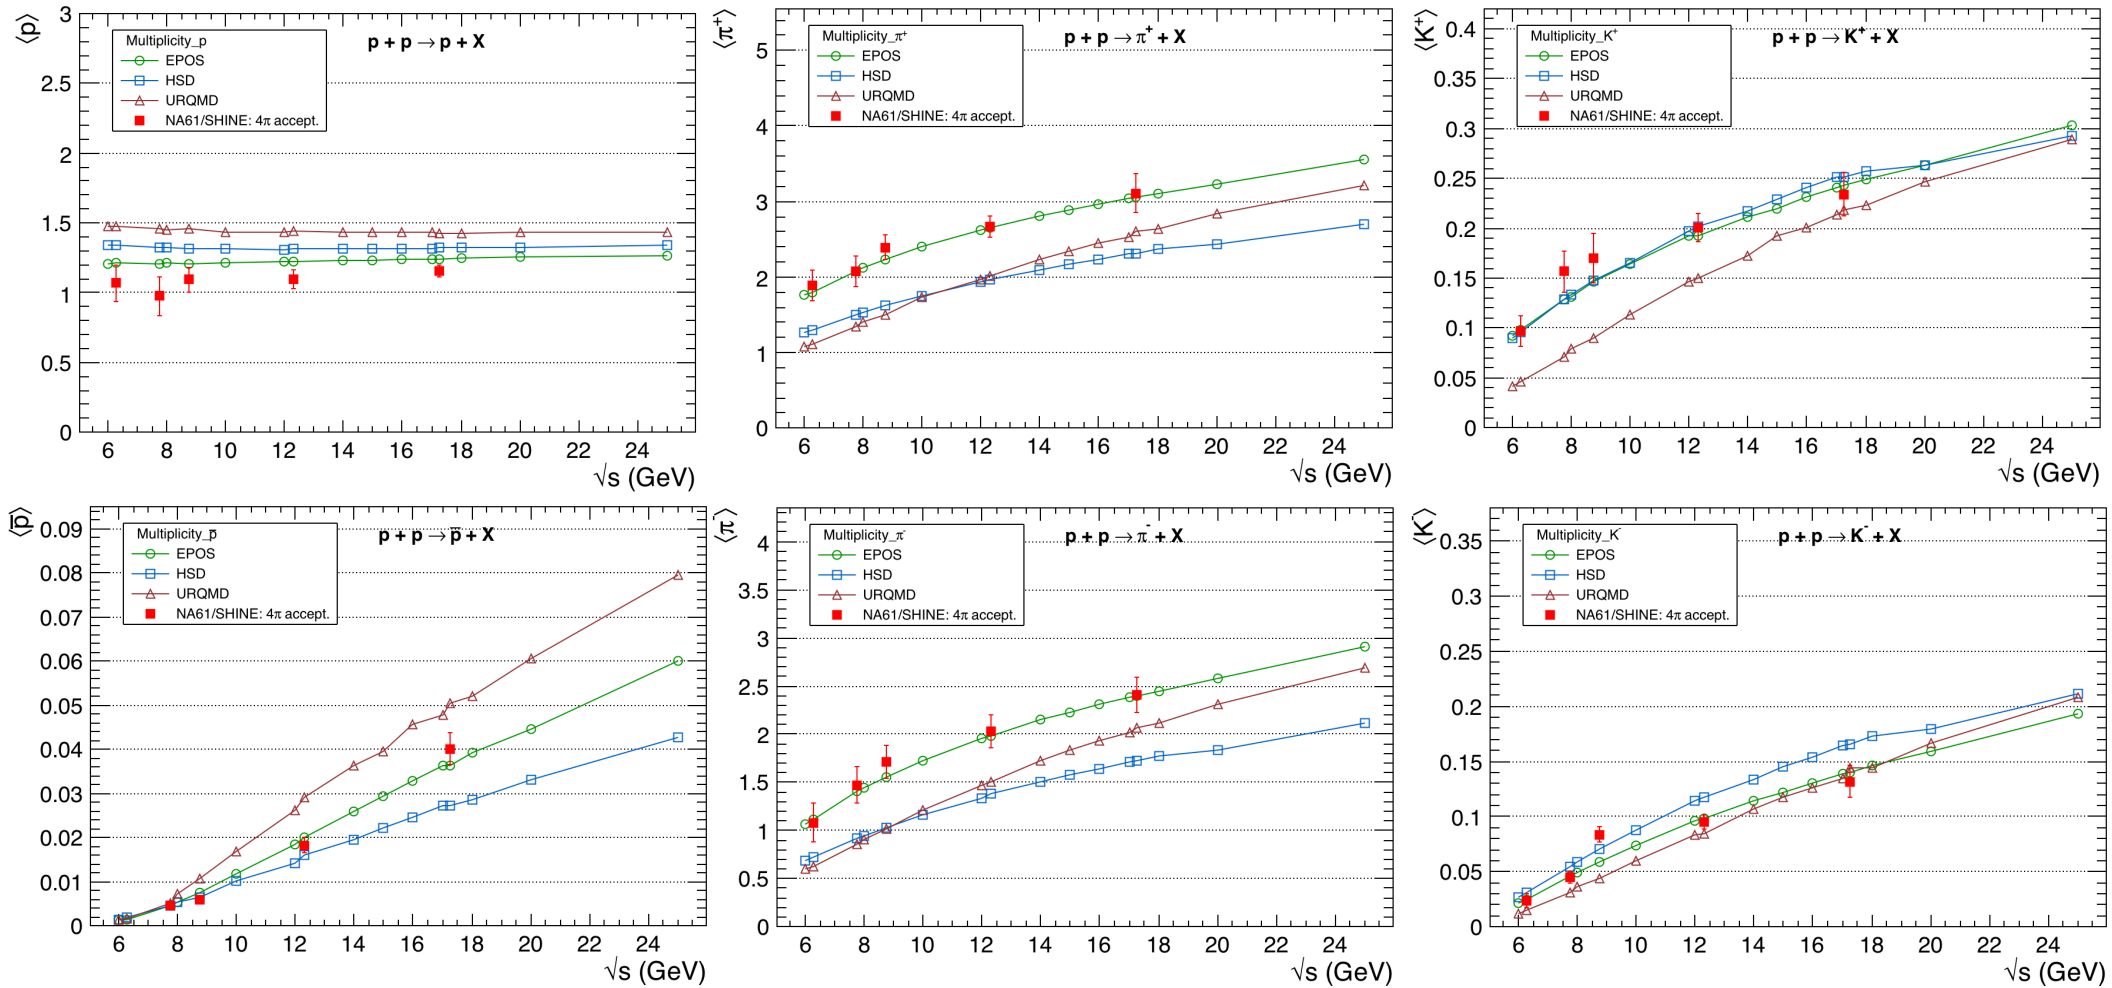 ⟨p⟩
p + p → p + X
Multiplicity_p
EPOS
HSD
URQMD
NA61/SHINE: 4π accept.
3
2.5
2
1.5
1
0.5
0
6 8 10 12 14 16 18 20 22 24
√s (GeV)
⟨π⁺⟩
p + p → π⁺ + X
Multiplicity_π⁺
EPOS
HSD
URQMD
NA61/SHINE: 4π accept.
5
4
3
2
1
0
6 8 10 12 14 16 18 20 22 24
√s (GeV)
⟨K⁺⟩
p + p → K⁺ + X
Multiplicity_K⁺
EPOS
HSD
URQMD
NA61/SHINE: 4π accept.
0.4
0.35
0.3
0.25
0.2
0.15
0.1
0.05
0
6 8 10 12 14 16 18 20 22 24
√s (GeV)
⟨p̅⟩
p + p → p̅ + X
Multiplicity_p̅
EPOS
HSD
URQMD
NA61/SHINE: 4π accept.
0.09
0.08
0.07
0.06
0.05
0.04
0.03
0.02
0.01
0
6 8 10 12 14 16 18 20 22 24
√s (GeV)
⟨π⁻⟩
p + p → π⁻ + X
Multiplicity_π⁻
EPOS
HSD
URQMD
NA61/SHINE: 4π accept.
4
3.5
3
2.5
2
1.5
1
0.5
0
6 8 10 12 14 16 18 20 22 24
√s (GeV)
⟨K⁻⟩
p + p → K⁻ + X
Multiplicity_K⁻
EPOS
HSD
URQMD
NA61/SHINE: 4π accept.
0.35
0.3
0.25
0.2
0.15
0.1
0.05
0
6 8 10 12 14 16 18 20 22 24
√s (GeV)